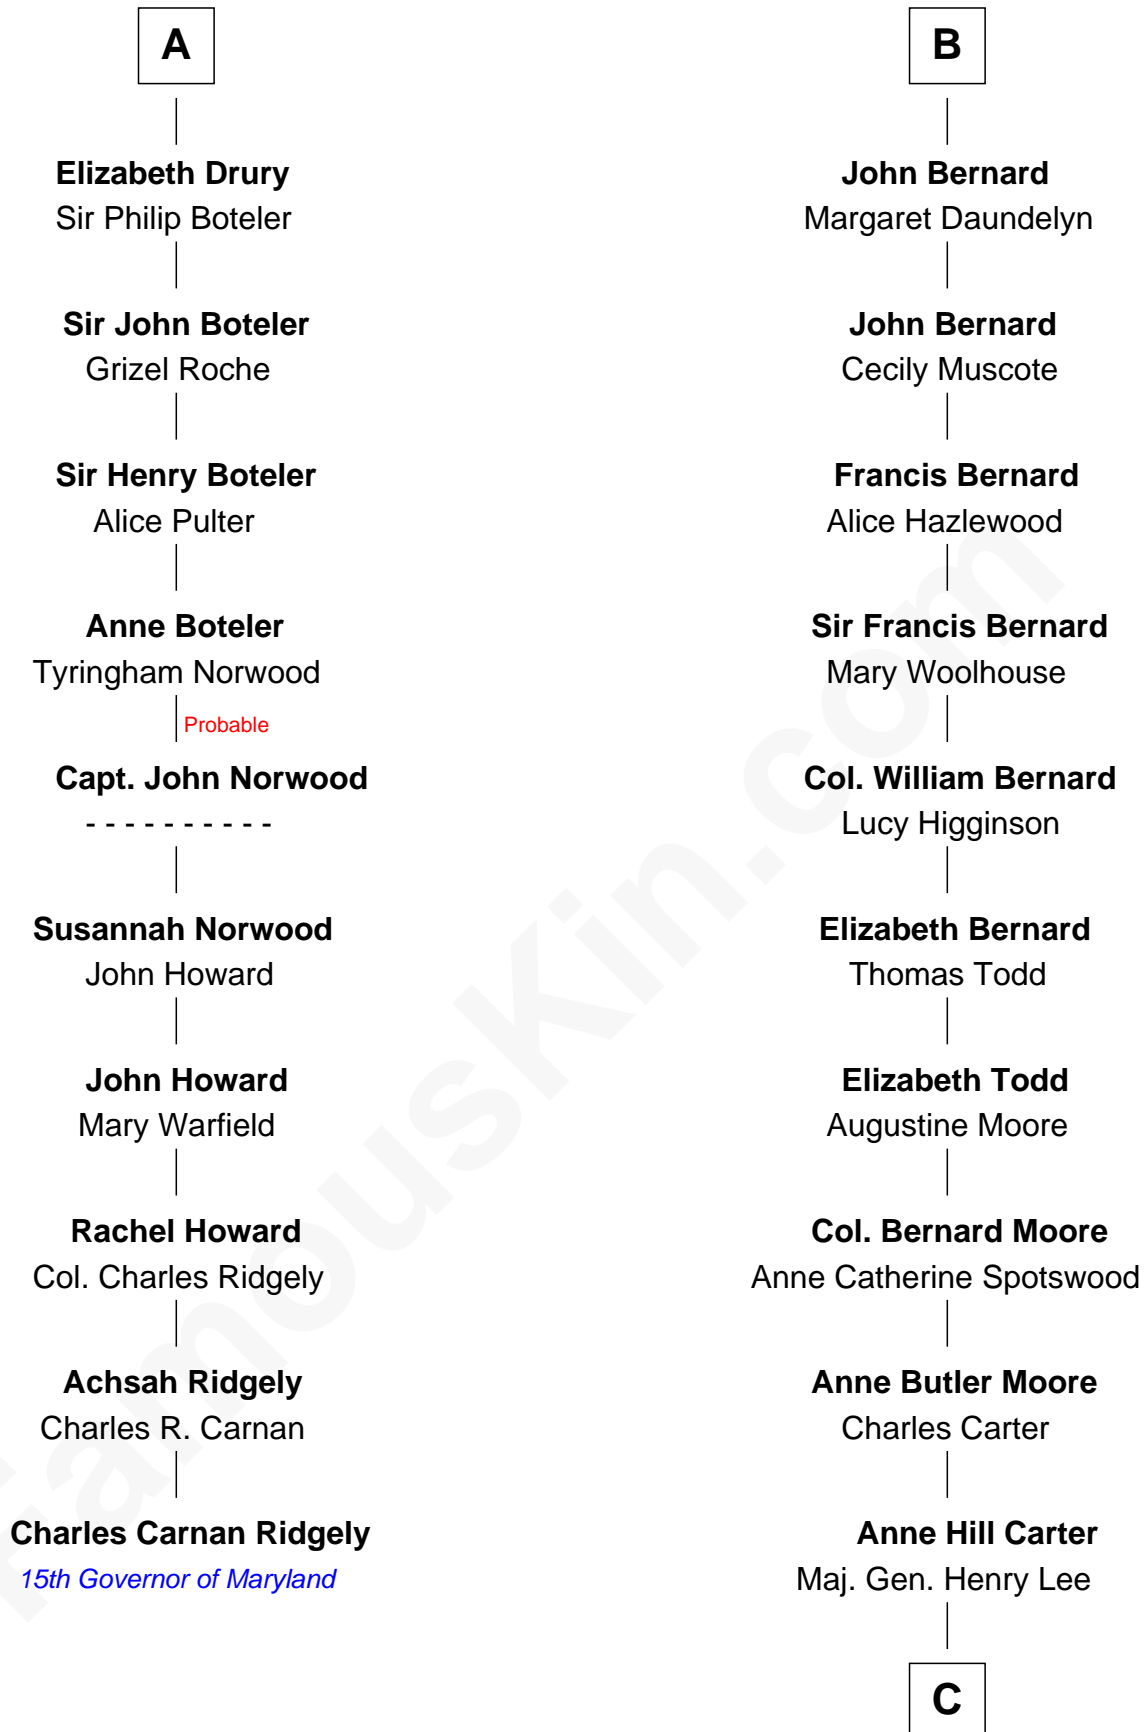 A
Elizabeth Drury
Sir Philip Boteler
Sir John Boteler
Grizel Roche
Sir Henry Boteler
Alice Pulter
Anne Boteler
Tyringham Norwood
Probable
Capt. John Norwood
- - - - - - - - - -
Susannah Norwood
John Howard
John Howard
Mary Warfield
Rachel Howard
Col. Charles Ridgely
Achsah Ridgely
Charles R. Carnan
Charles Carnan Ridgely
15th Governor of Maryland
B
John Bernard
Margaret Daundelyn
John Bernard
Cecily Muscote
Francis Bernard
Alice Hazlewood
Sir Francis Bernard
Mary Woolhouse
Col. William Bernard
Lucy Higginson
Elizabeth Bernard
Thomas Todd
Elizabeth Todd
Augustine Moore
Col. Bernard Moore
Anne Catherine Spotswood
Anne Butler Moore
Charles Carter
Anne Hill Carter
Maj. Gen. Henry Lee
C
FamousKin.com